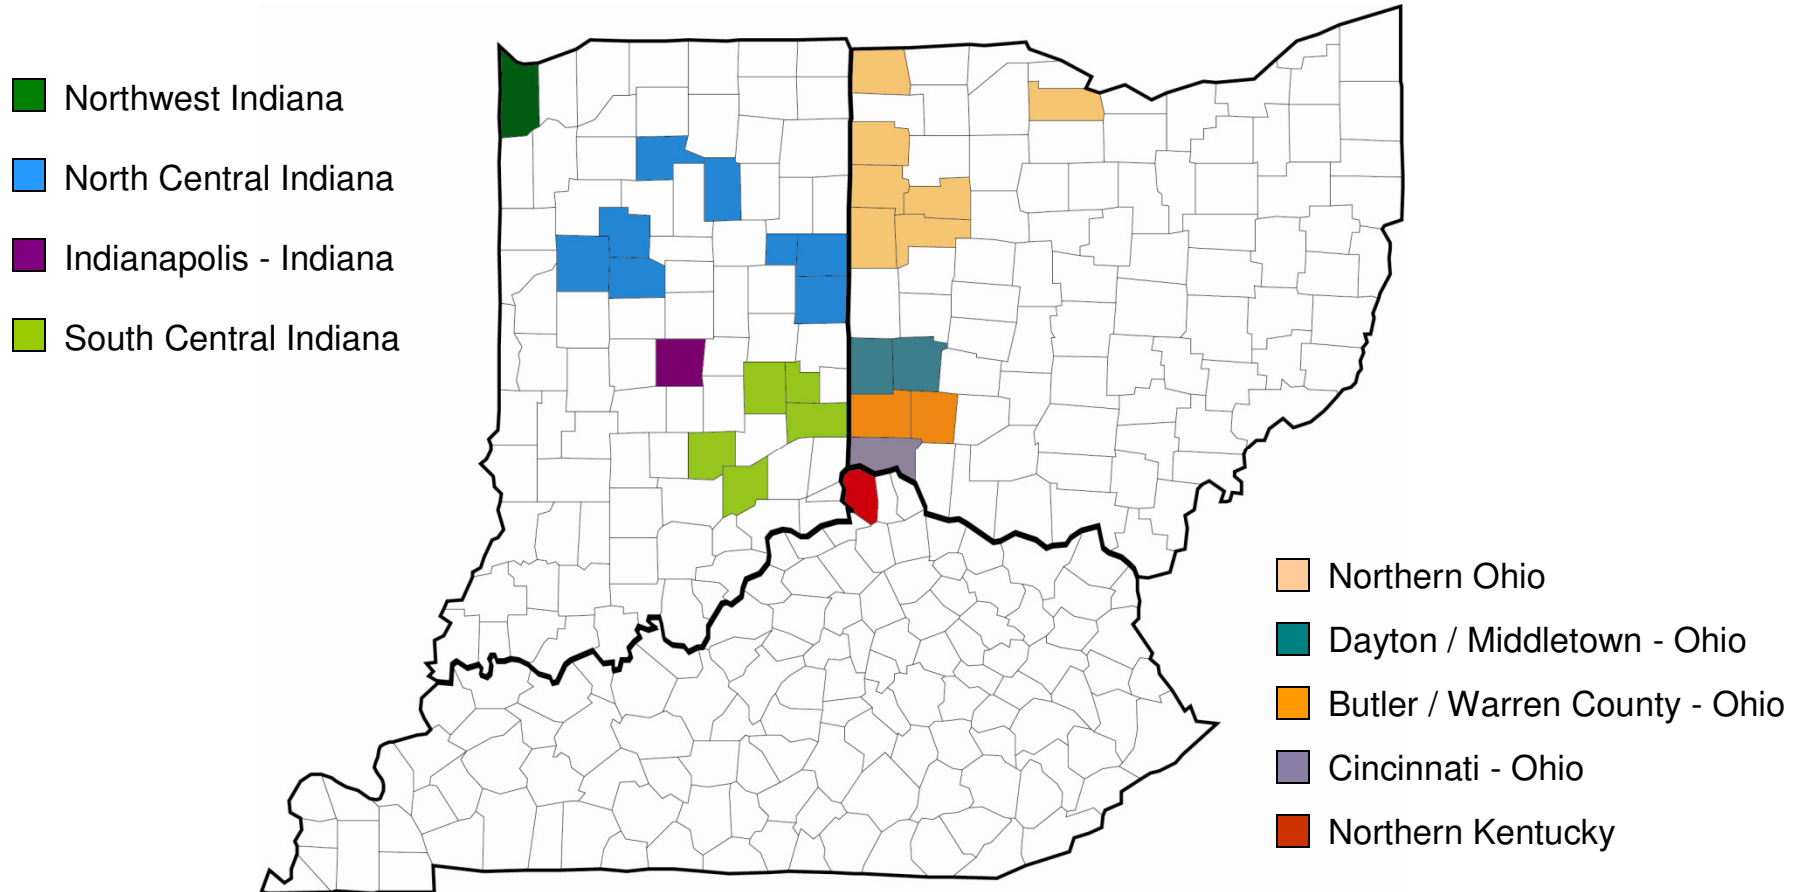 Northwest Indiana
North Central Indiana
Indianapolis - Indiana
South Central Indiana
Northern Ohio
Dayton / Middletown - Ohio
Butler / Warren County - Ohio
Cincinnati - Ohio
Northern Kentucky